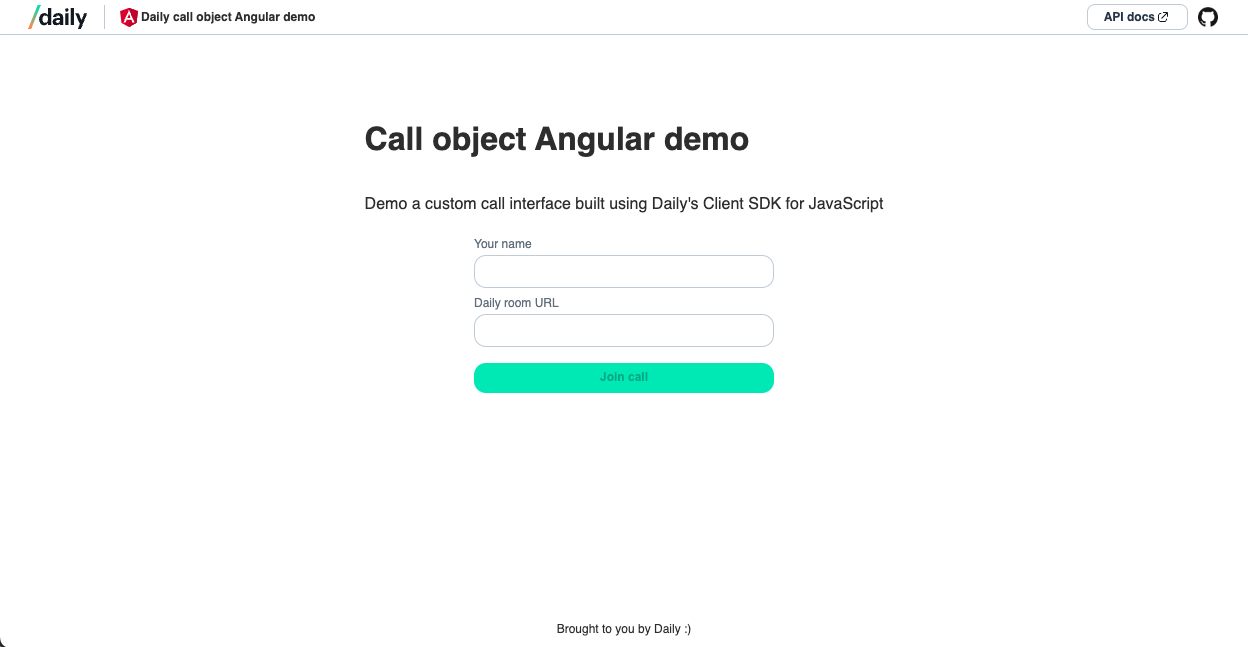 /daily
Daily call object Angular demo
API docs
Call object Angular demo
Demo a custom call interface built using Daily's Client SDK for JavaScript
Your name
Daily room URL
Join call
Brought to you by Daily :)